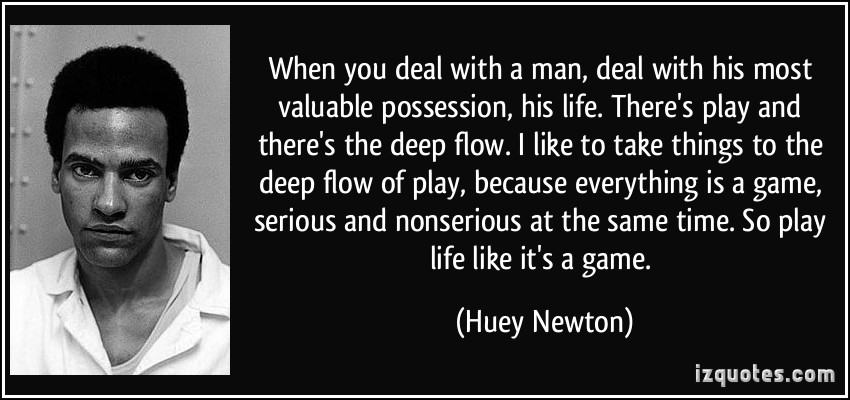 When you deal with a man, deal with his most
valuable possession, his life. There's play and
there's the deep flow. I like to take things to the
deep flow of play, because everything is a game,
serious and nonserious at the same time. So play
life like it's a game.
(Huey Newton)
izquotes.com